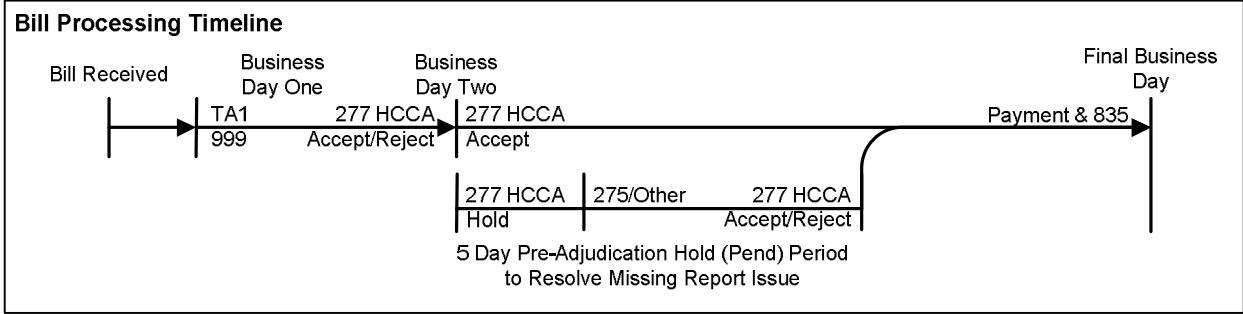 Bill Processing Timeline
Bill Received
Business
Day One
Business
Day Two
Final Business
Day
TA1
999
277 HCCA
Accept/Reject
277 HCCA
Accept
Payment & 835
277 HCCA
Hold
275/Other
277 HCCA
Accept/Reject
5 Day Pre-Adjudication Hold (Pend) Period
to Resolve Missing Report Issue